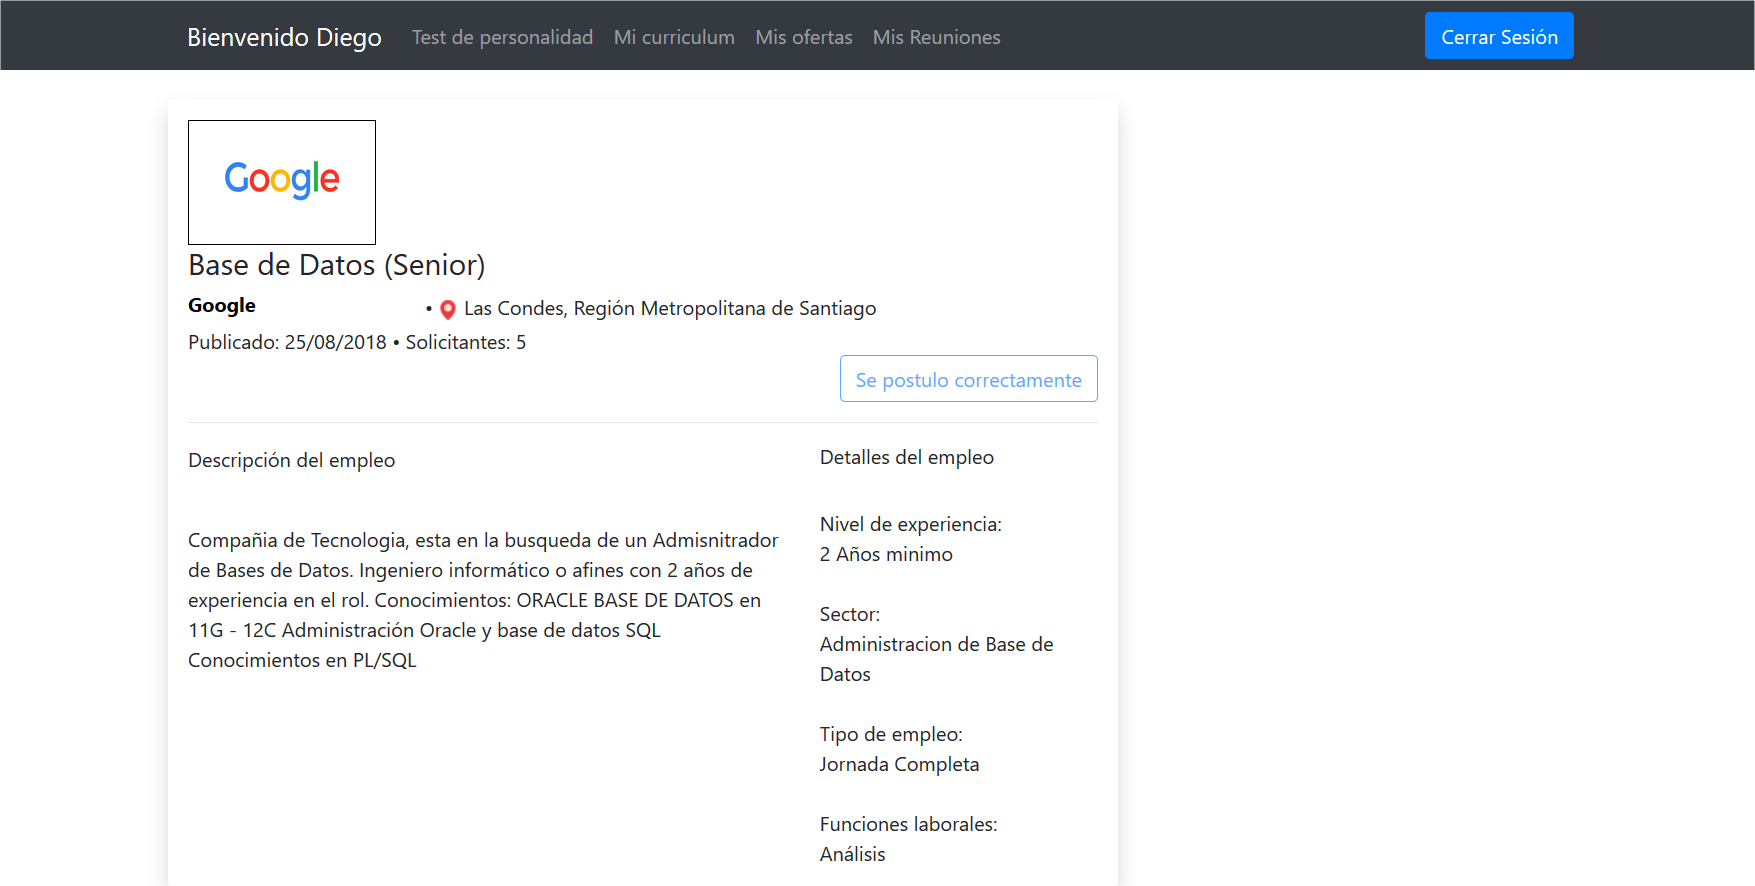 Bienvenido Diego Test de personalidad Mi curriculum Mis ofertas Mis Reuniones Cerrar Sesión
Google
Base de Datos (Senior)
Google • Las Condes, Región Metropolitana de Santiago
Publicado: 25/08/2018 • Solicitantes: 5
Se postulo correctamente
Descripción del empleo
Compañia de Tecnologia, esta en la busqueda de un Admisnitrador
de Bases de Datos. Ingeniero informático o afines con 2 años de
experiencia en el rol. Conocimientos: ORACLE BASE DE DATOS en
11G - 12C Administración Oracle y base de datos SQL
Conocimientos en PL/SQL
Detalles del empleo
Nivel de experiencia:
2 Años minimo
Sector:
Administracion de Base de
Datos
Tipo de empleo:
Jornada Completa
Funciones laborales:
Análisis